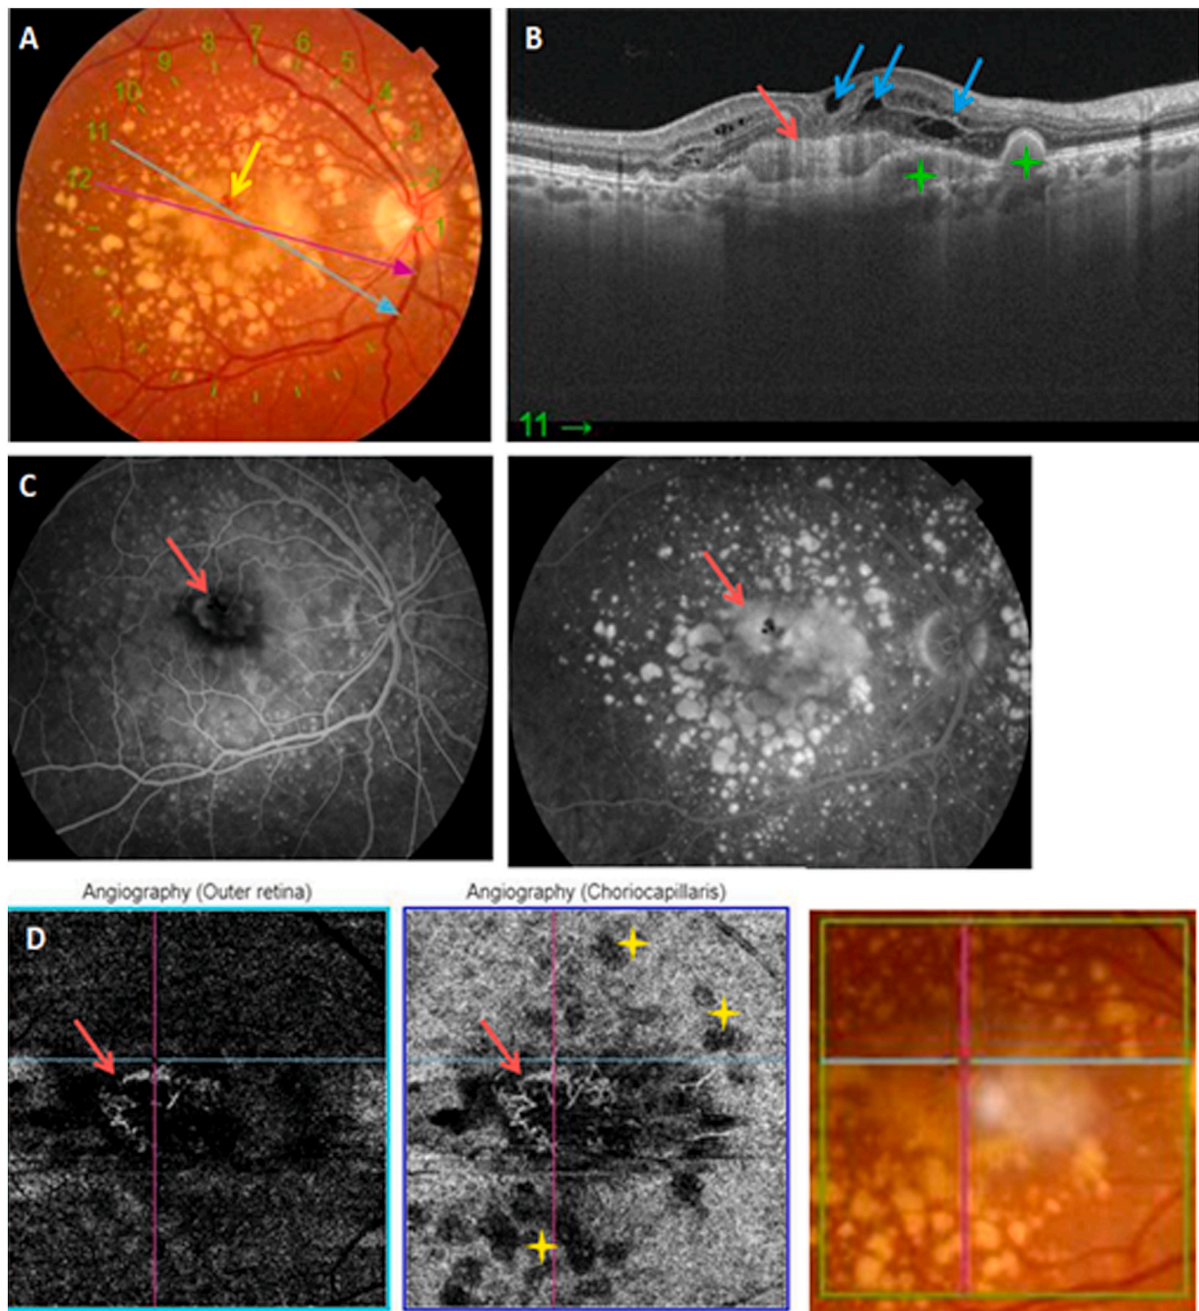 A
8
7
6
9
5
10
4
11
3
12
2
1
B
11 →
C
Angiography (Outer retina)
Angiography (Choriocapillaris)
D